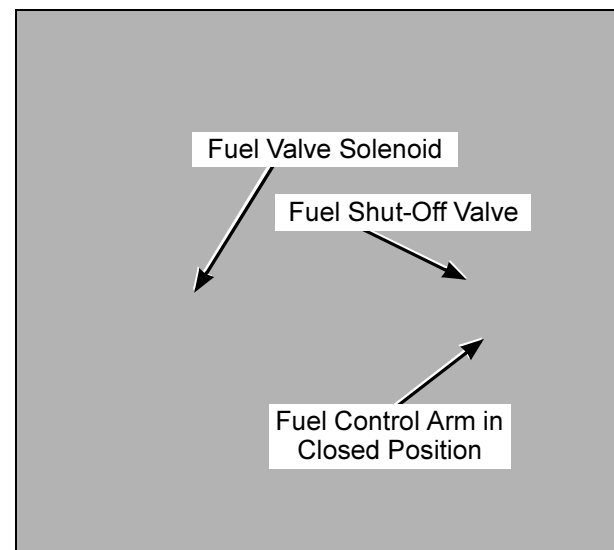 Fuel Valve Solenoid
Fuel Shut-Off Valve
Fuel Control Arm in
Closed Position